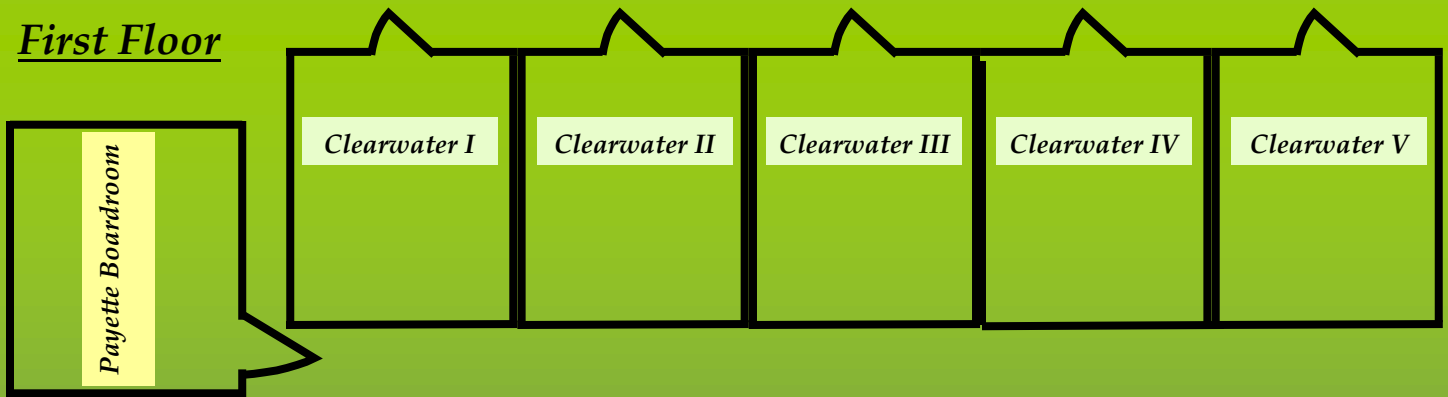 First Floor
Clearwater I
Clearwater II
Clearwater III
Clearwater IV
Clearwater V
Payette Boardroom